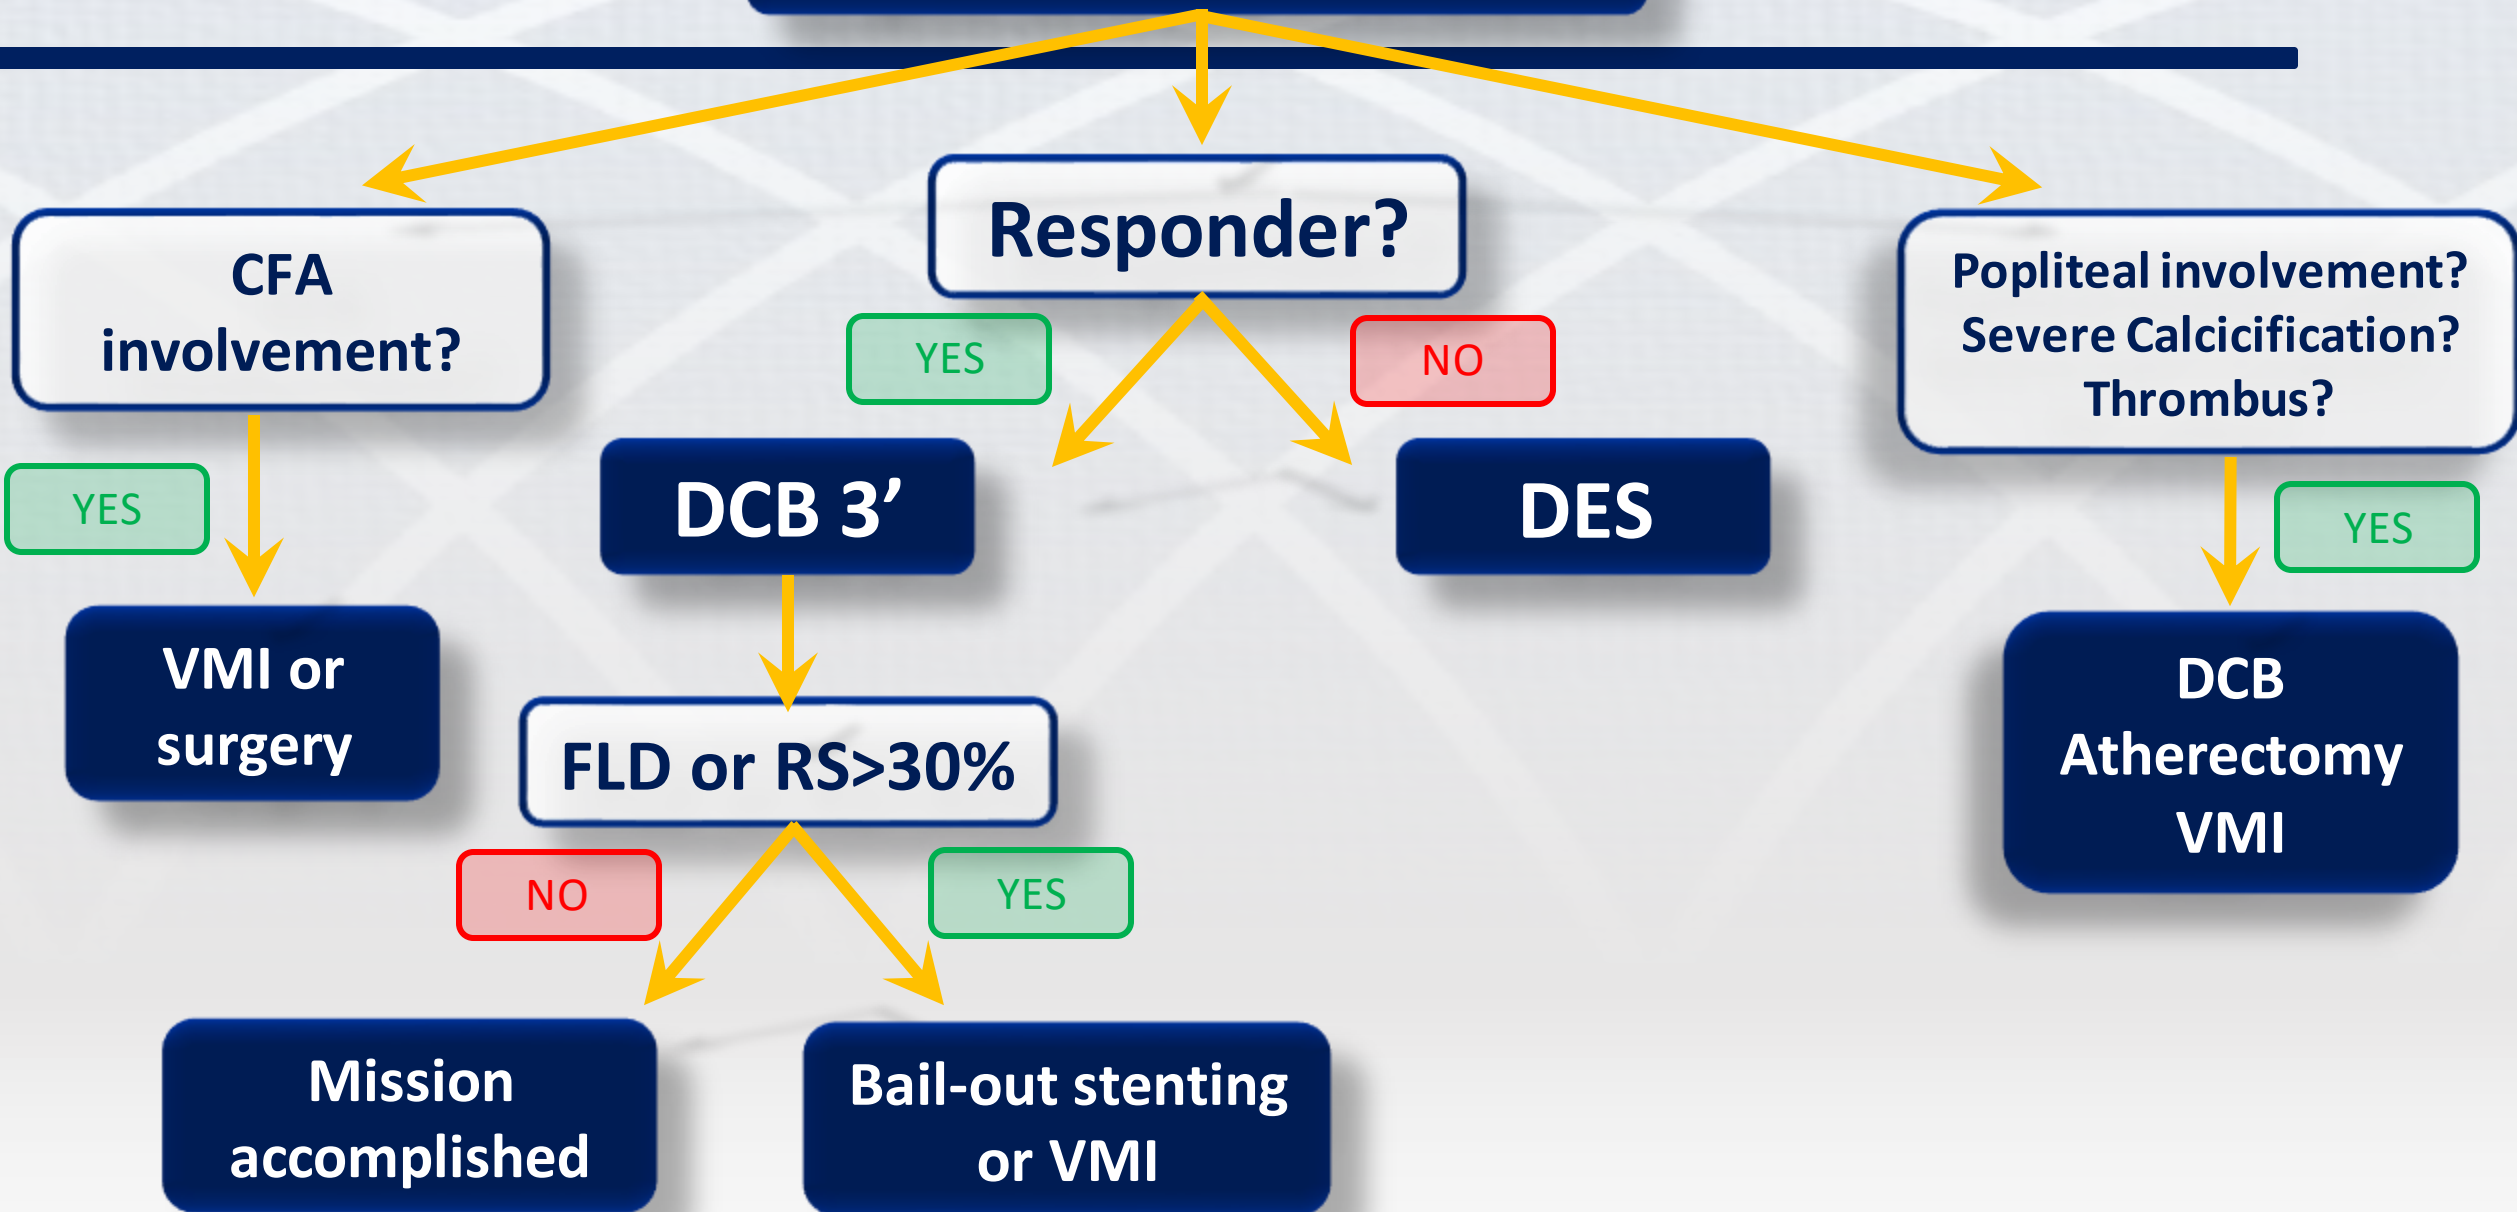 Responder?
CFA
involvement?
Popliteal involvement?
Severe Calcicification?
Thrombus?
YES
NO
YES
DCB 3’
DES
YES
VMI or
surgery
FLD or RS>30%
DCB
Atherectomy
VMI
NO
YES
Mission
accomplished
Bail-out stenting
or VMI